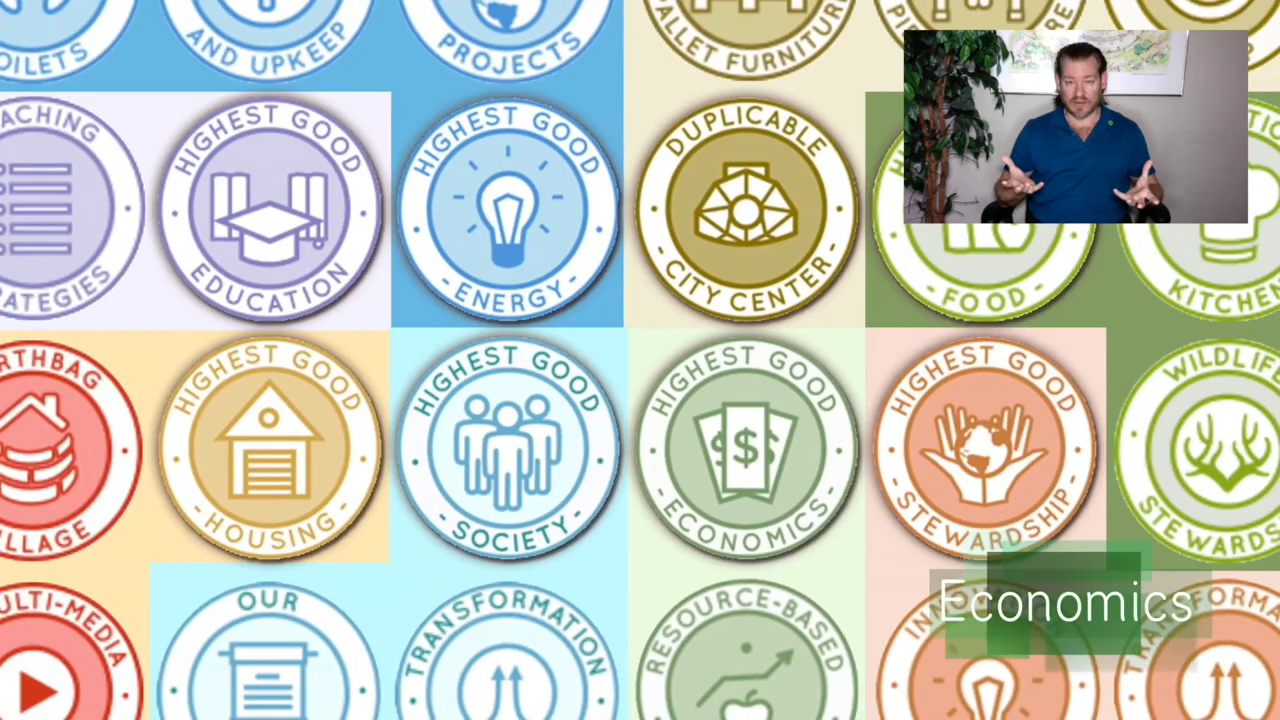 OILETS
AND UPKEEP
PROJECTS
ALLET FURNITURE
ACHING
RATEGIES
HIGHEST GOOD
EDUCATION
HIGHEST GOOD
- ENERGY -
DUPLICABLE
- CITY CENTER -
- FOOD -
KITCHEN
RTHBAG
ILLAGE
HIGHEST GOOD
- HOUSING -
HIGHEST GOOD
- SOCIETY -
HIGHEST GOOD
$$$
- ECONOMICS -
HIGHEST GOOD
- STEWARDSHIP -
WILDLIFE
STEWARDS
Economics
ULTI-MEDIA
OUR
TRANSFORMATION
RESOURCE-BASED